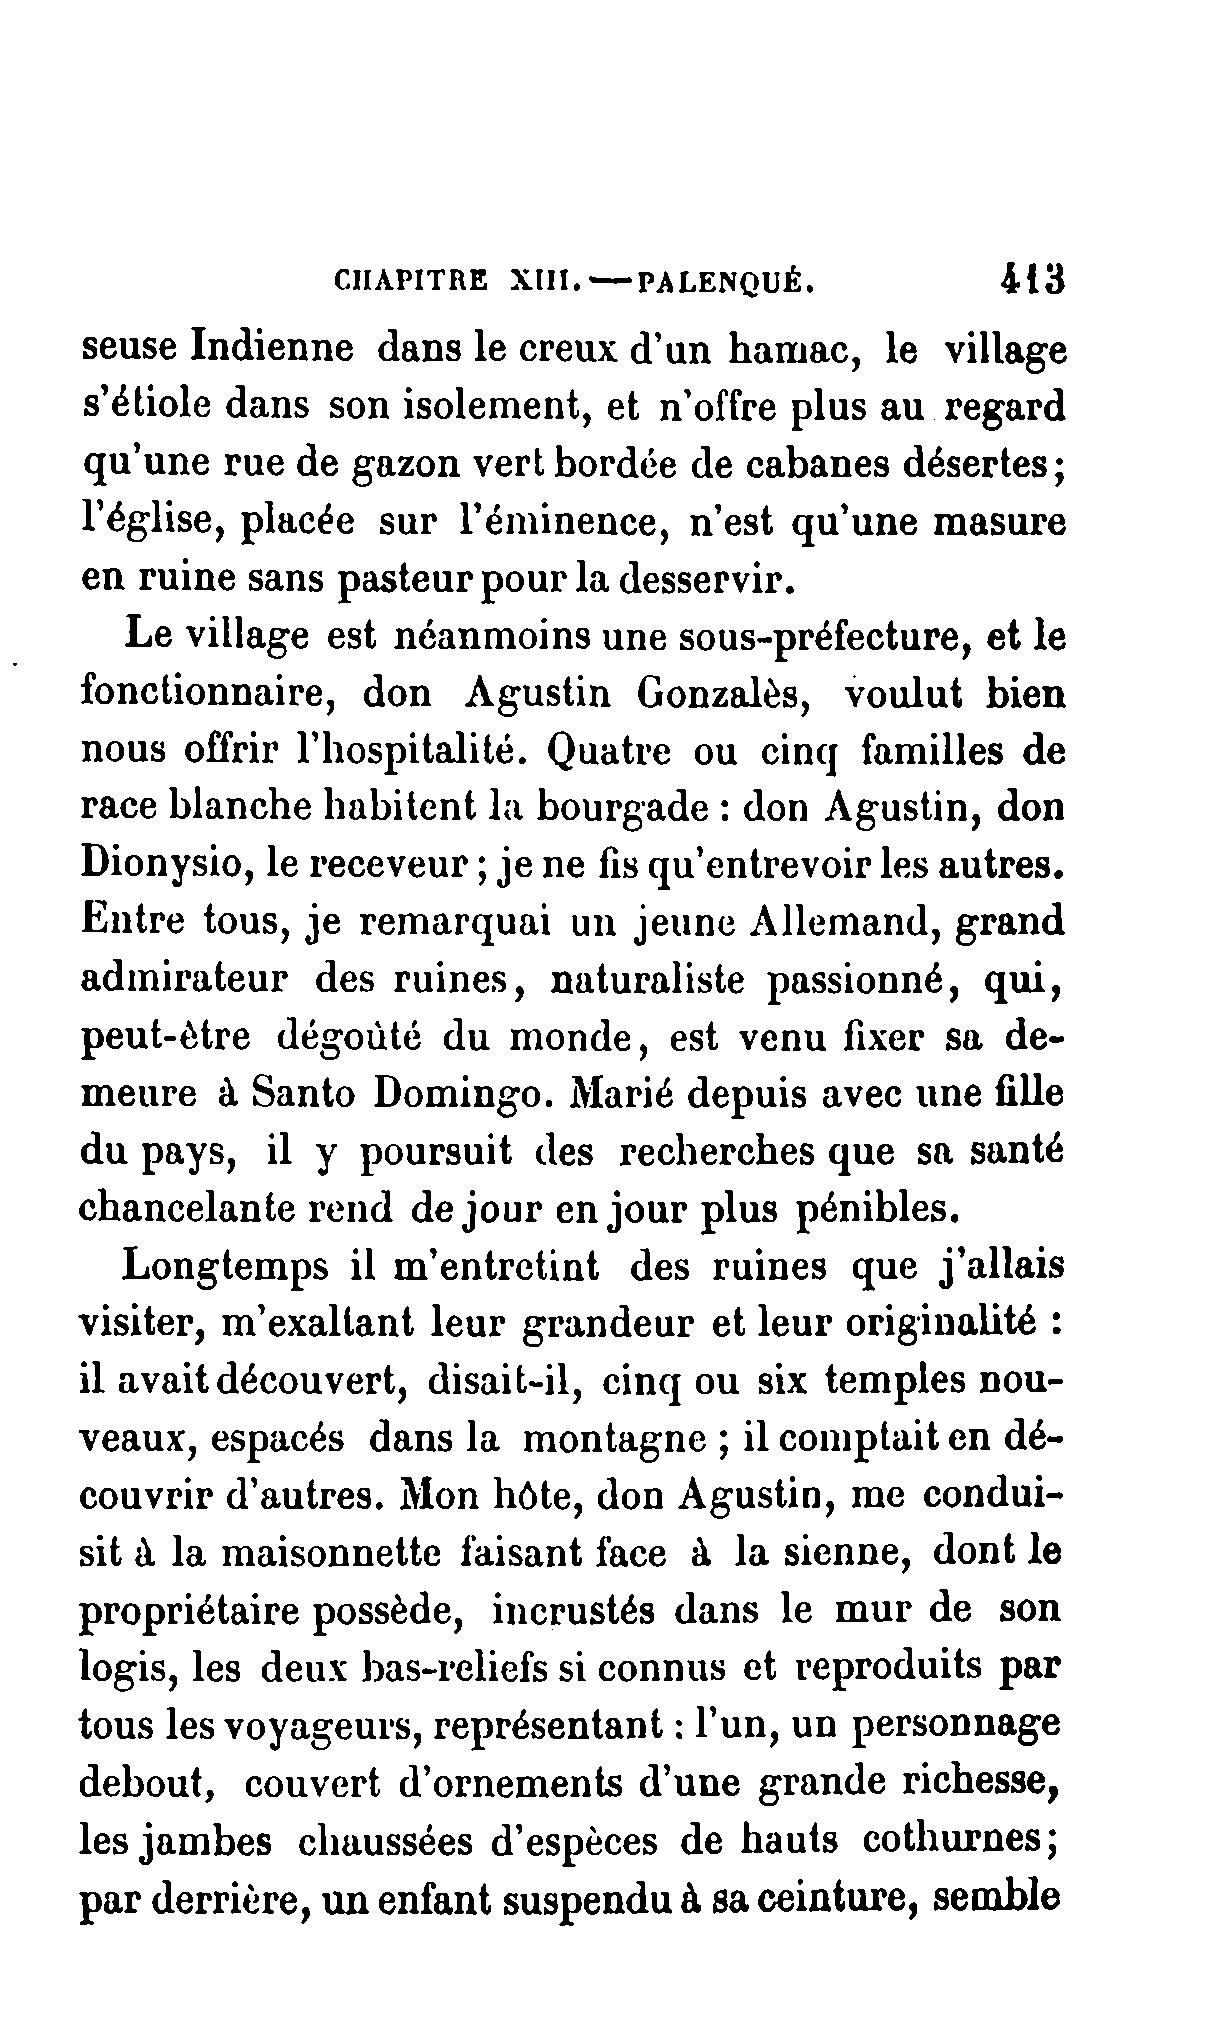 CHAPITRE XIII.—PALENQUÉ. 413
seuse Indienne dans le creux d'un hamac, le village
s'étiole dans son isolement, et n'offre plus au regard
qu'une rue de gazon vert bordée de cabanes désertes;
l'église, placée sur l'éminence, n'est qu'une masure
en ruine sans pasteur pour la desservir.
Le village est néanmoins une sous-préfecture, et le
fonctionnaire, don Agustin Gonzalès, voulut bien
nous offrir l'hospitalité. Quatre ou cinq familles de
race blanche habitent la bourgade : don Agustin, don
Dionysio, le receveur ; je ne fis qu'entrevoir les autres.
Entre tous, je remarquai un jeune Allemand, grand
admirateur des ruines, naturaliste passionné, qui,
peut-être dégoûté du monde, est venu fixer sa de-
meure à Santo Domingo. Marié depuis avec une fille
du pays, il y poursuit des recherches que sa santé
chancelante rend de jour en jour plus pénibles.
Longtemps il m'entretint des ruines que j'allais
visiter, m'exaltant leur grandeur et leur originalité :
il avait découvert, disait-il, cinq ou six temples nou-
veaux, espacés dans la montagne ; il comptait en dé-
couvrir d'autres. Mon hôte, don Agustin, me condui-
sit à la maisonnette faisant face à la sienne, dont le
propriétaire possède, incrustés dans le mur de son
logis, les deux bas-reliefs si connus et reproduits par
tous les voyageurs, représentant : l'un, un personnage
debout, couvert d'ornements d'une grande richesse,
les jambes chaussées d'espèces de hauts cothurnes;
par derrière, un enfant suspendu à sa ceinture, semble